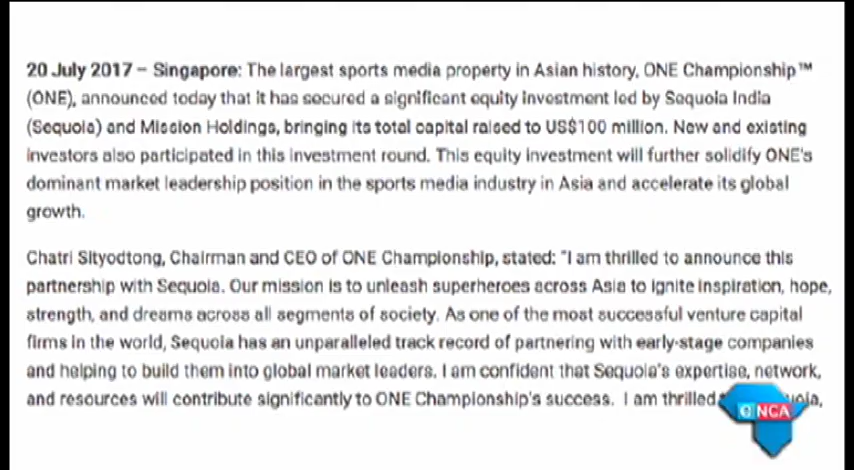 20 July 2017 – Singapore: The largest sports media property in Asian history, ONE Championship™
(ONE), announced today that it has secured a significant equity investment led by Sequoia India
(Sequoia) and Mission Holdings, bringing its total capital raised to US$100 million. New and existing
investors also participated in this investment round. This equity investment will further solidify ONE's
dominant market leadership position in the sports media industry in Asia and accelerate its global
growth.
Chatri Sityodtong, Chairman and CEO of ONE Championship, stated: "I am thrilled to announce this
partnership with Sequoia. Our mission is to unleash superheroes across Asia to ignite inspiration, hope,
strength, and dreams across all segments of society. As one of the most successful venture capital
firms in the world, Sequoia has an unparalleled track record of partnering with early-stage companies
and helping to build them into global market leaders. I am confident that Sequoia's expertise, network,
and resources will contribute significantly to ONE Championship's success. I am thrilled
eNCA